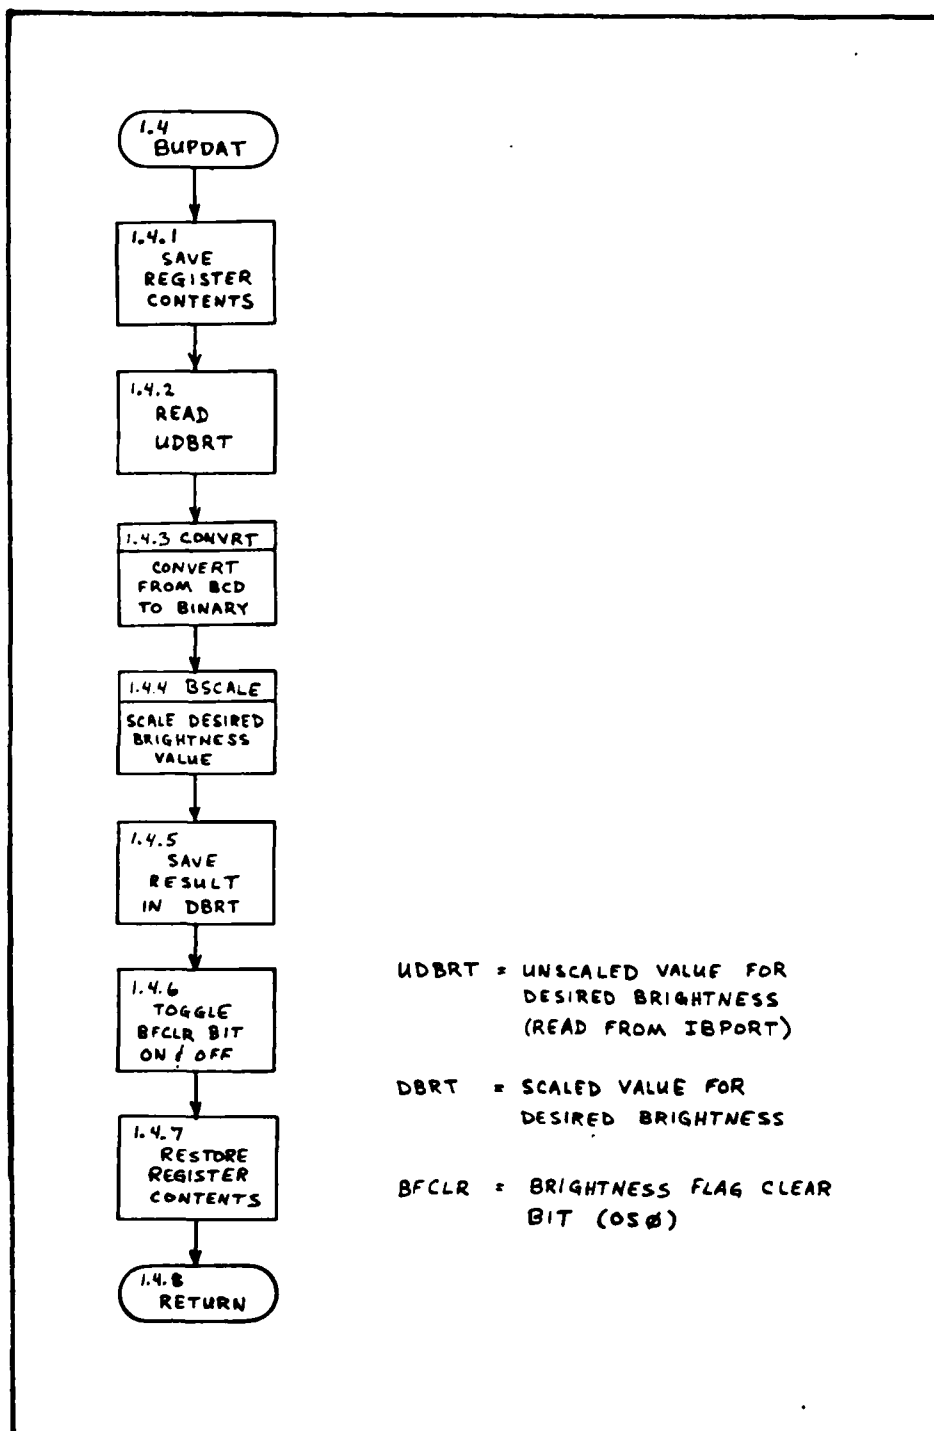 1.4
BUPDAT
1.4.1
SAVE
REGISTER
CONTENTS
1.4.2
READ
UDBRT
1.4.3 CONVRT
CONVERT
FROM BCD
TO BINARY
1.4.4 BSCALE
SCALE DESIRED
BRIGHTNESS
VALUE
1.4.5
SAVE
RESULT
IN DBRT
1.4.6
TOGGLE
BFCLR BIT
ON & OFF
1.4.7
RESTORE
REGISTER
CONTENTS
1.4.8
RETURN
UDBRT = UNSCALED VALUE FOR
DESIRED BRIGHTNESS
(READ FROM IBPORT)
DBRT = SCALED VALUE FOR
DESIRED BRIGHTNESS
BFCLR = BRIGHTNESS FLAG CLEAR
BIT (OSØ)